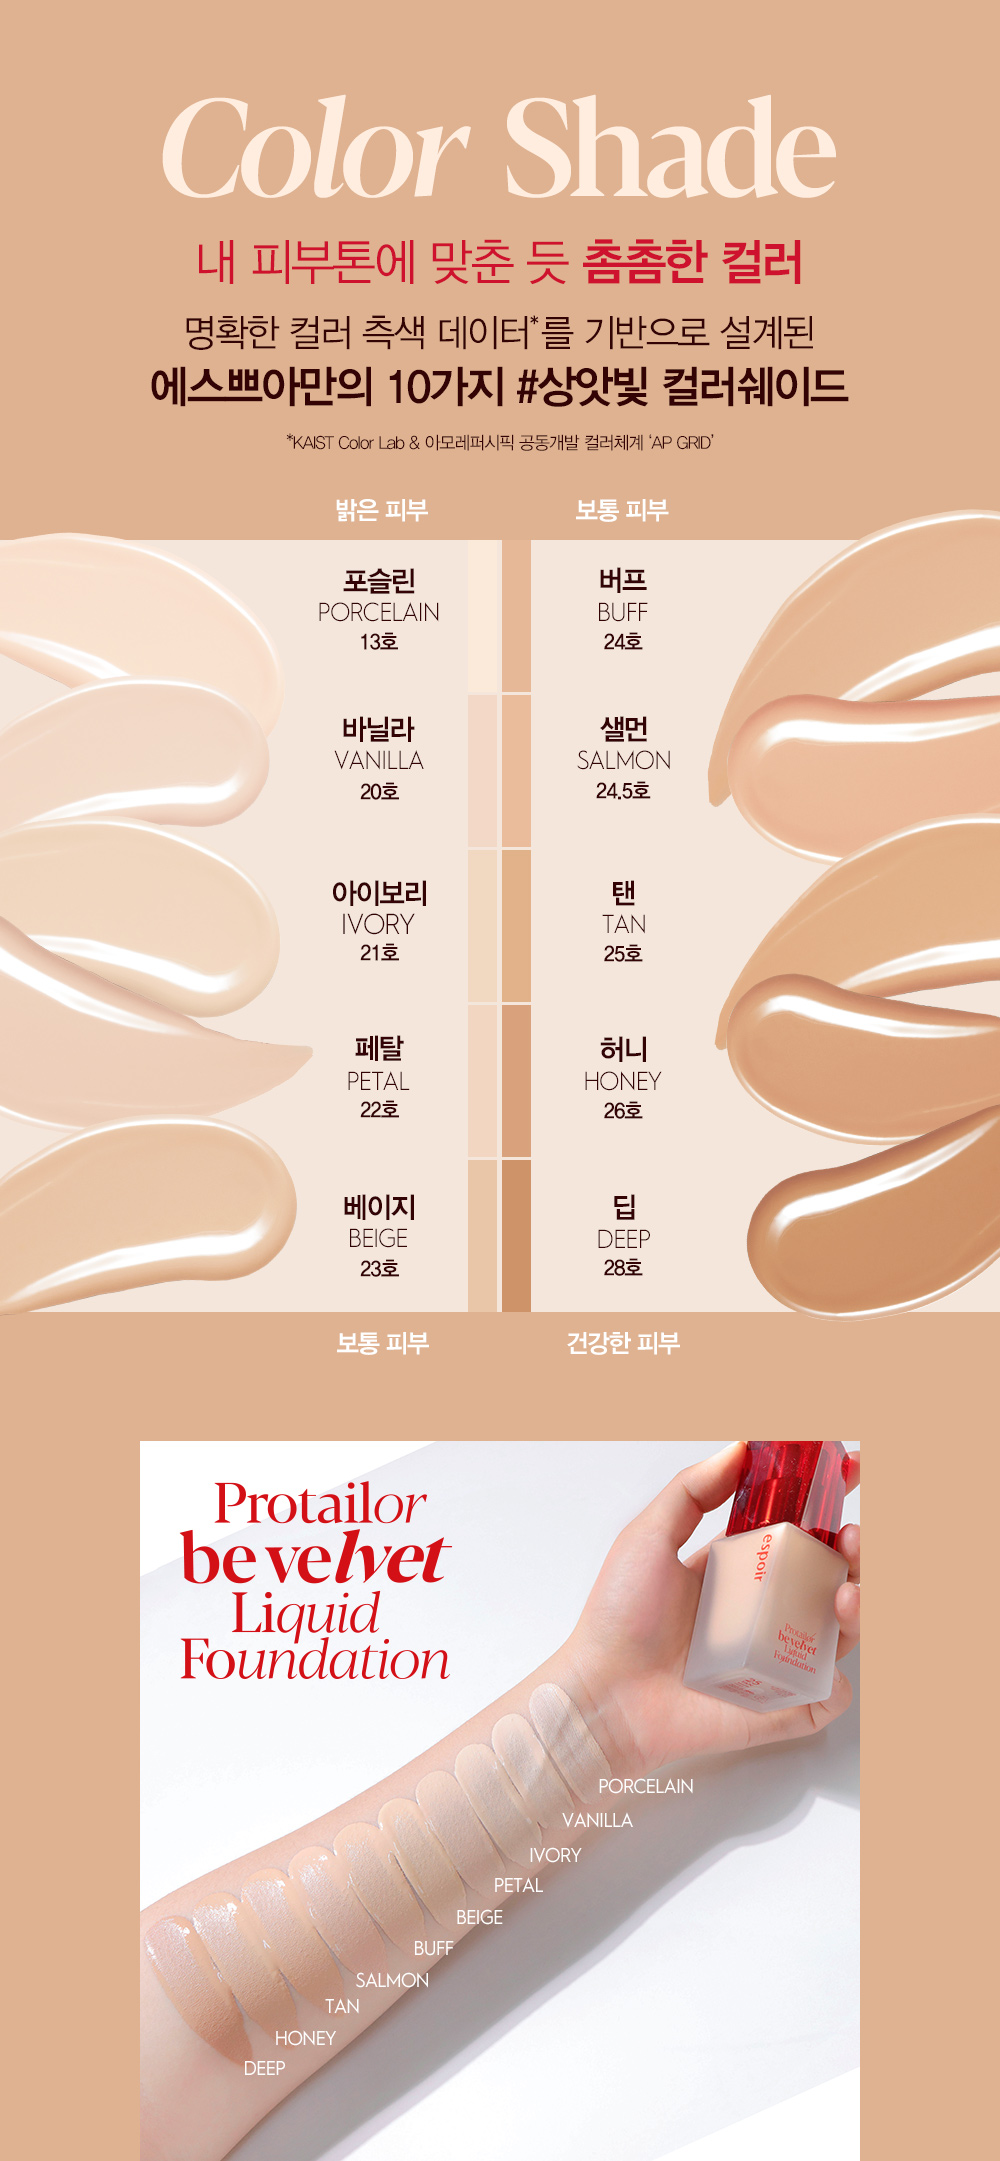 Color Shade
내 피부톤에 맞춘 듯 촘촘한 컬러
명확한 컬러 측색 데이터*를 기반으로 설계된
에스쁘아만의 10가지 #상앗빛 컬러쉐이드
*KAIST Color Lab & 아모레퍼시픽 공동개발 컬러체계 ‘AP GRID’
밝은 피부
보통 피부
포슬린
PORCELAIN
13호
버프
BUFF
24호
바닐라
VANILLA
20호
샐먼
SALMON
24.5호
아이보리
IVORY
21호
탠
TAN
25호
페탈
PETAL
22호
허니
HONEY
26호
베이지
BEIGE
23호
딥
DEEP
28호
보통 피부
건강한 피부
Protailor
be velvet
Liquid
Foundation
espoir
Protailor
be velvet
Liquid
Foundation
PORCELAIN
VANILLA
IVORY
PETAL
BEIGE
BUFF
SALMON
TAN
HONEY
DEEP